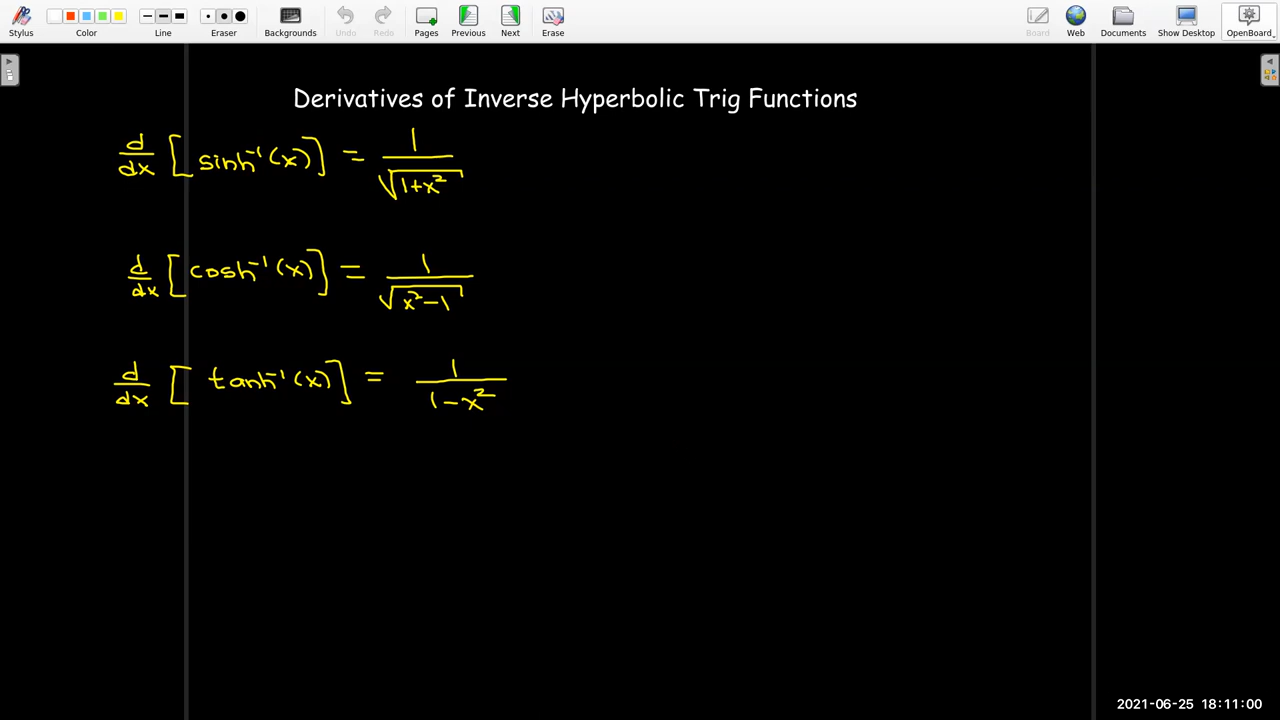 Stylus Color Line Eraser Backgrounds Undo Redo Pages Previous Next Erase Board Web Documents Show Desktop OpenBoard
Derivatives of Inverse Hyperbolic Trig Functions
d/dx [sinh⁻¹(x)] = 1/√(1+x²)
d/dx [cosh⁻¹(x)] = 1/√(x²-1)
d/dx [tanh⁻¹(x)] = 1/(1-x²)
2021-06-25 18:11:00